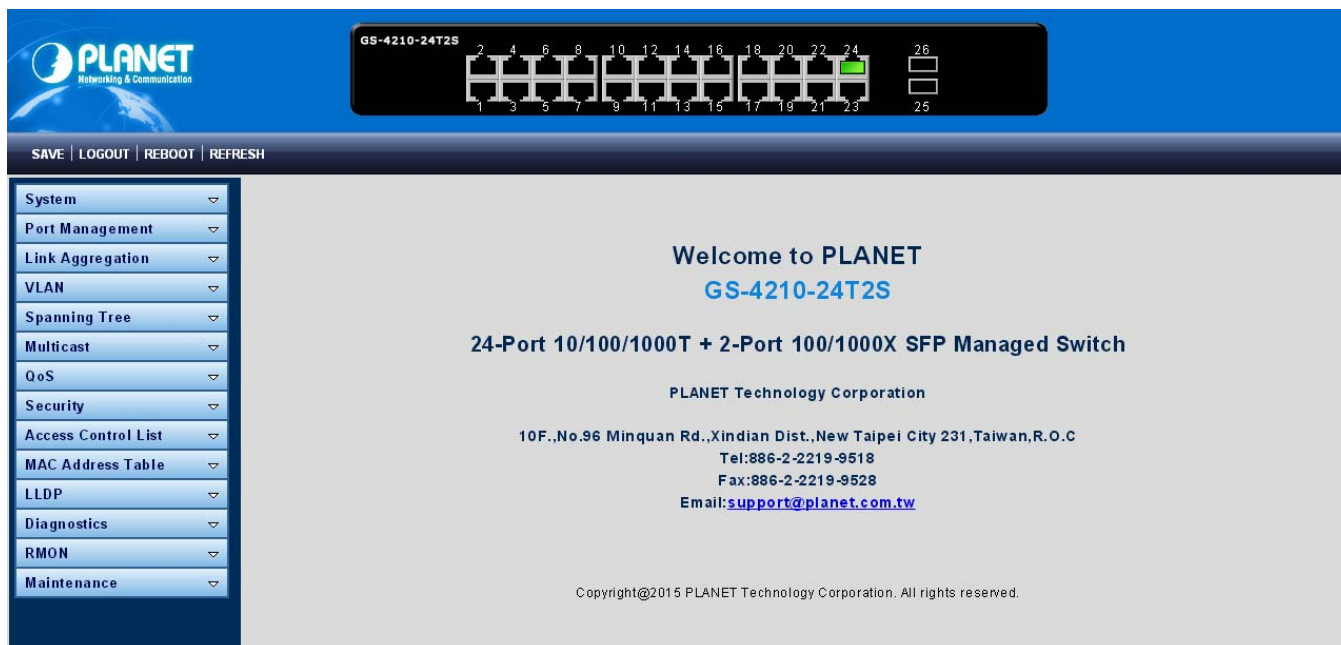 PLANET
Networking & Communication
GS-4210-24T2S
2 4 6 8 10 12 14 16 18 20 22 24 26
1 3 5 7 9 11 13 15 17 19 21 23 25
SAVE | LOGOUT | REBOOT | REFRESH
System
Port Management
Link Aggregation
VLAN
Spanning Tree
Multicast
QoS
Security
Access Control List
MAC Address Table
LLDP
Diagnostics
RMON
Maintenance
Welcome to PLANET
GS-4210-24T2S
24-Port 10/100/1000T + 2-Port 100/1000X SFP Managed Switch
PLANET Technology Corporation
10F.,No.96 Minquan Rd.,Xindian Dist.,New Taipei City 231,Taiwan,R.O.C
Tel:886-2-2219-9518
Fax:886-2-2219-9528
Email:support@planet.com.tw
Copyright@2015 PLANET Technology Corporation. All rights reserved.